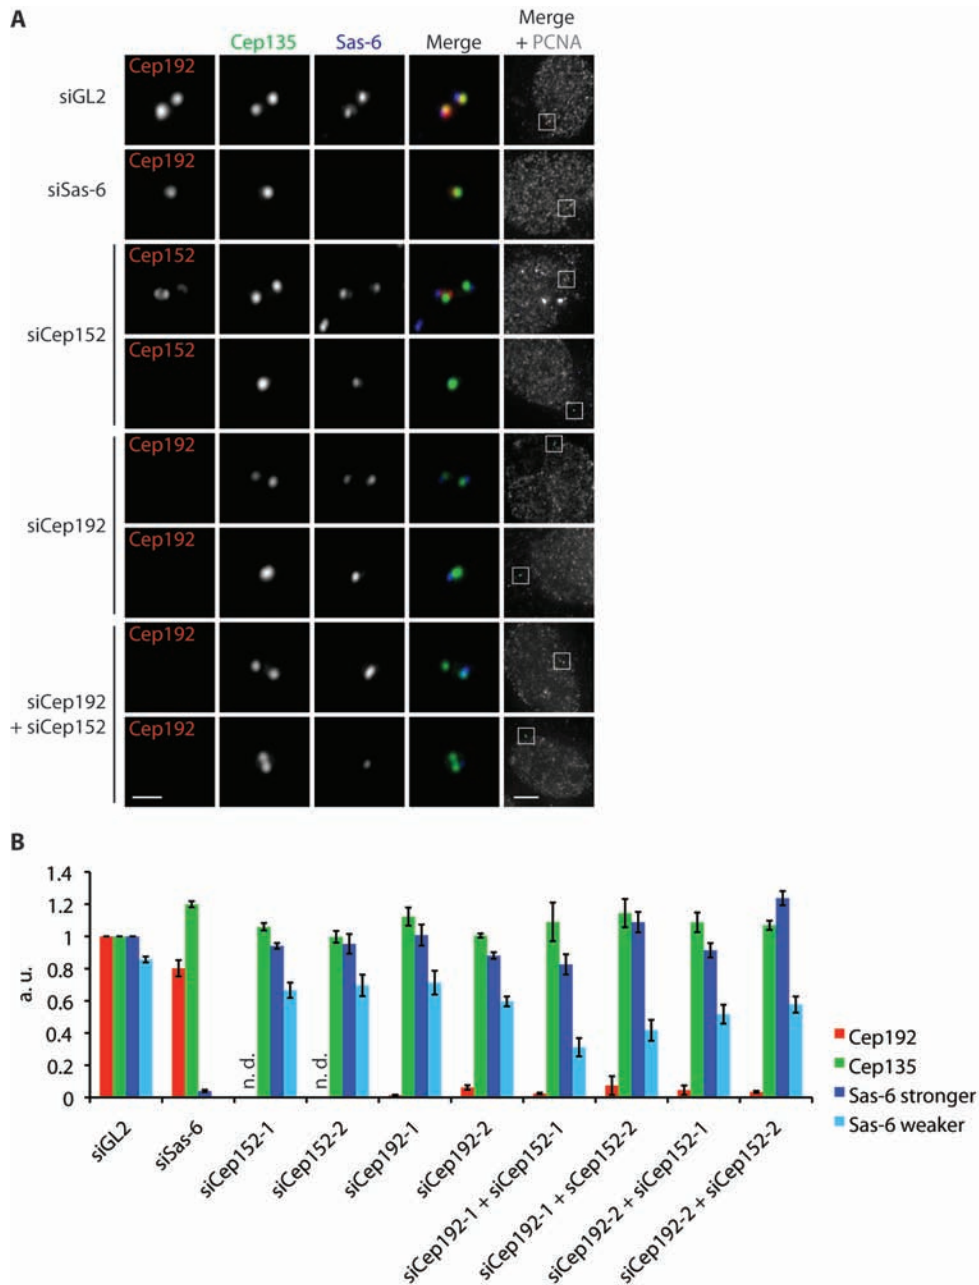 A
Cep135 Sas-6 Merge Merge
+ PCNA
siGL2 Cep192
siSas-6 Cep192
siCep152 Cep152
Cep152
siCep192 Cep192
Cep192
siCep192
+ siCep152 Cep192
Cep192
B
1.4
1.2
1
0.8
0.6
0.4
0.2
0
a. u.
n. d.
n. d.
Cep192
Cep135
Sas-6 stronger
Sas-6 weaker
siGL2
siSas-6
siCep152-1
siCep152-2
siCep192-1
siCep192-2
siCep192-1 + siCep152-1
siCep192-1 + sCep152-2
siCep192-2 + siCep152-1
siCep192-2 + siCep152-2